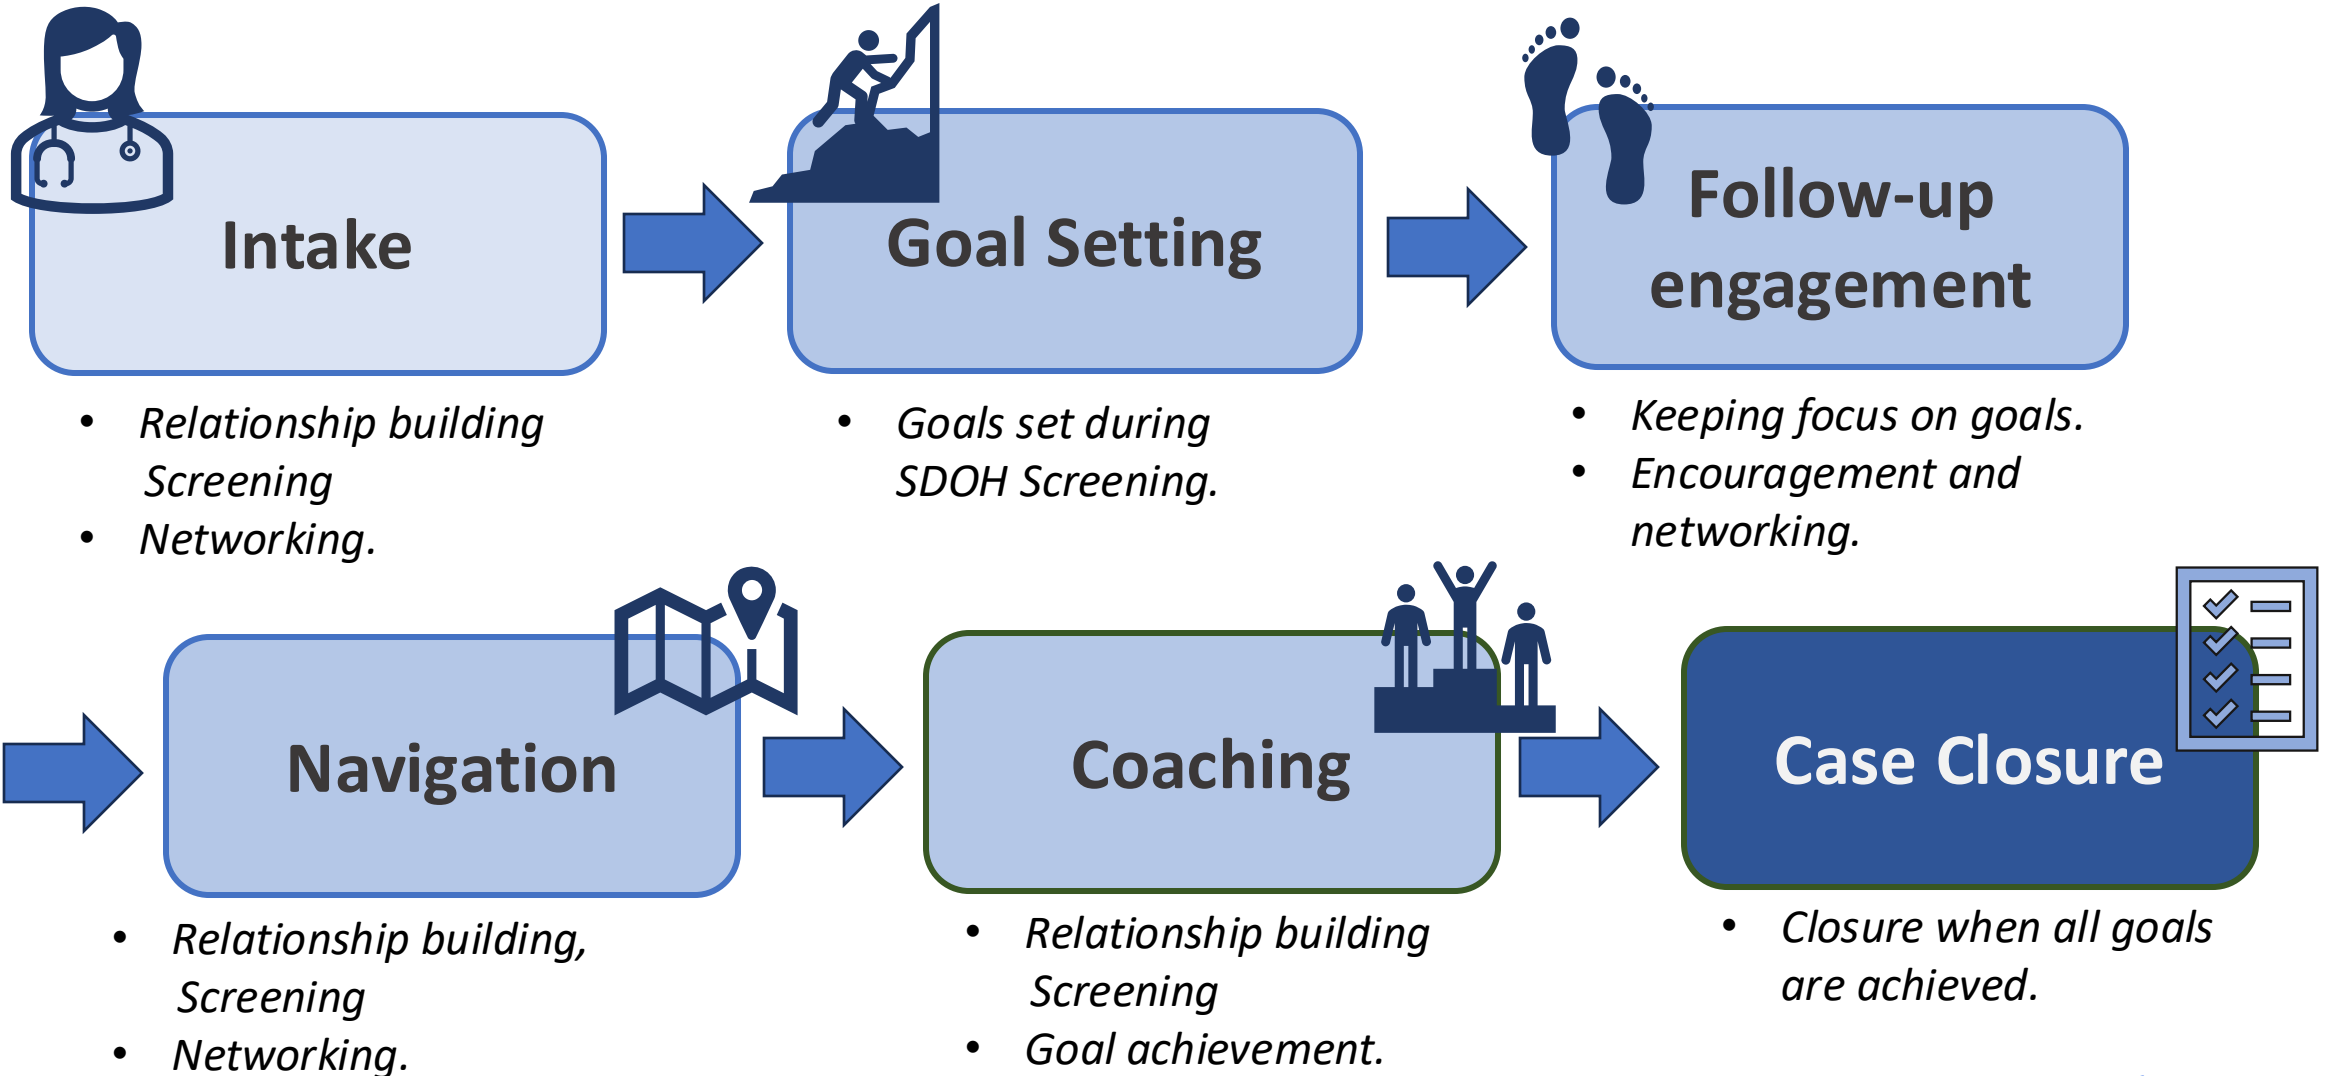 Intake
Goal Setting
Follow-up
engagement
• Relationship building
Screening
• Networking.
• Goals set during
SDOH Screening.
• Keeping focus on goals.
• Encouragement and
networking.
Navigation
Coaching
Case Closure
• Relationship building,
Screening
• Networking.
• Relationship building
Screening
• Goal achievement.
• Closure when all goals
are achieved.